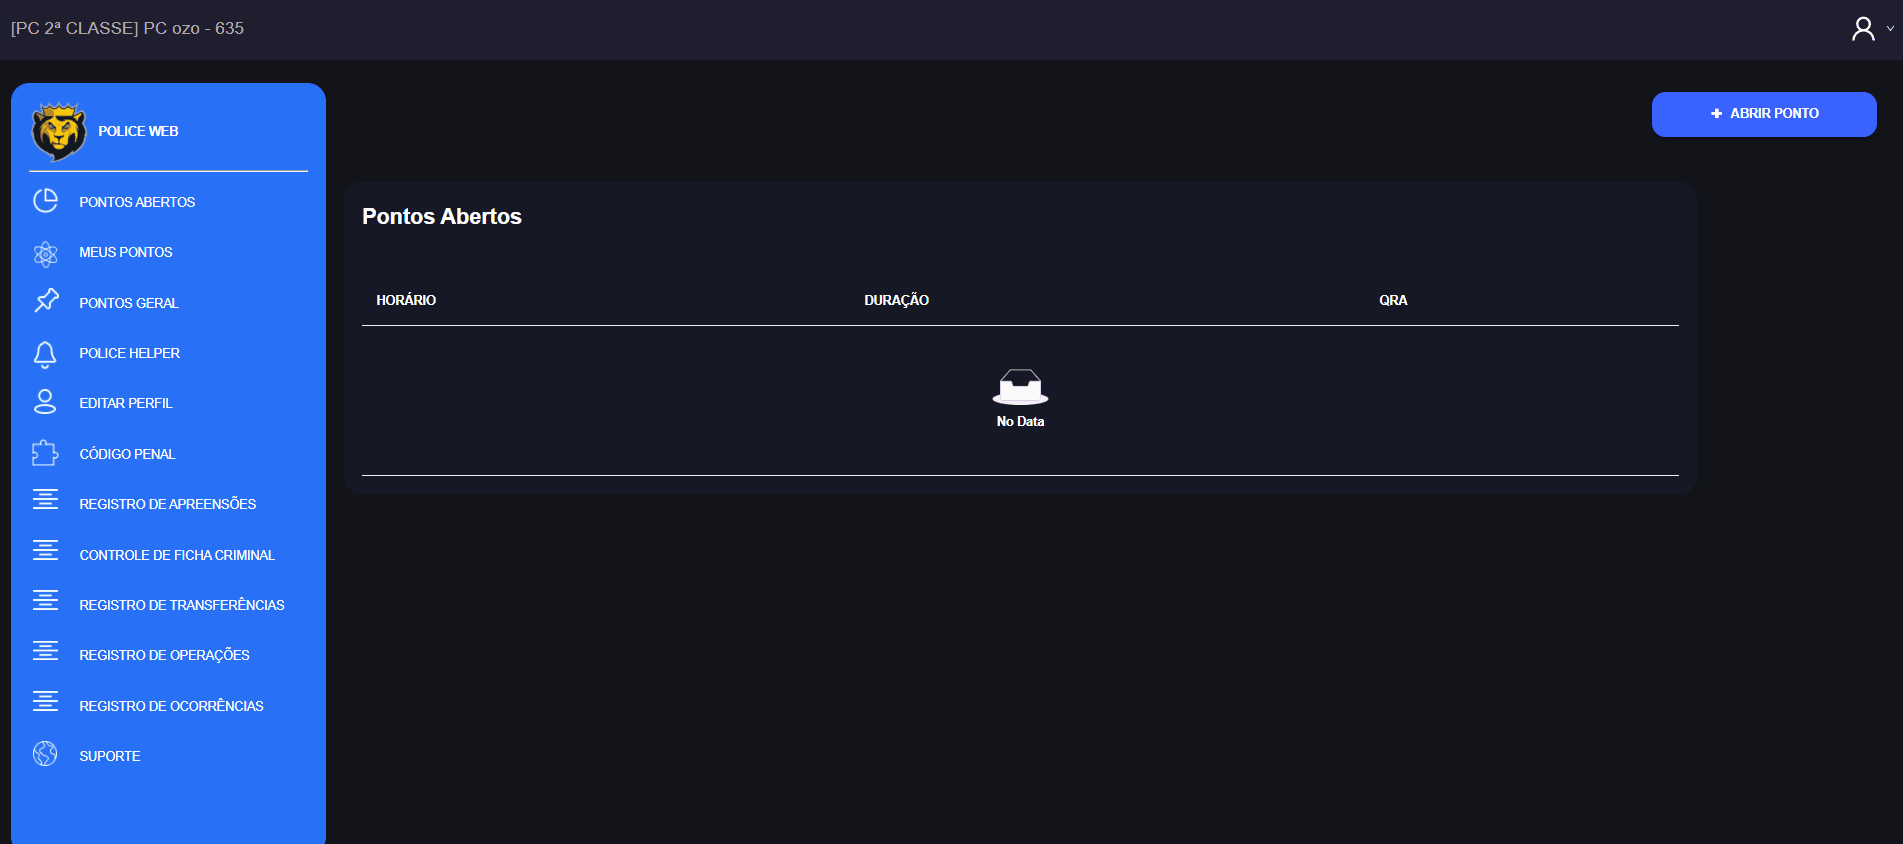 [PC 2ª CLASSE] PC ozo - 635
POLICE WEB
PONTOS ABERTOS
MEUS PONTOS
PONTOS GERAL
POLICE HELPER
EDITAR PERFIL
CÓDIGO PENAL
REGISTRO DE APREENSÕES
CONTROLE DE FICHA CRIMINAL
REGISTRO DE TRANSFERÊNCIAS
REGISTRO DE OPERAÇÕES
REGISTRO DE OCORRÊNCIAS
SUPORTE
ABRIR PONTO
Pontos Abertos
HORÁRIO DURAÇÃO QRA
No Data